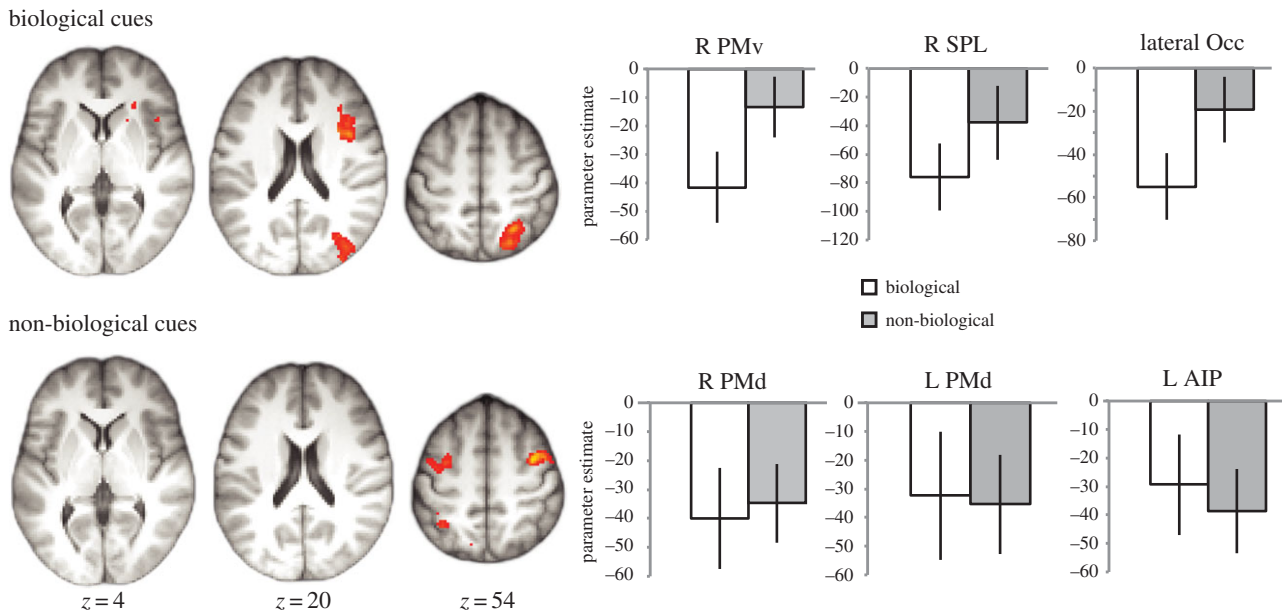 biological cues
R PMv
R SPL
lateral Occ
parameter estimate
0
–10
–20
–30
–40
–50
–60
0
–20
–40
–60
–80
–100
–120
0
–20
–40
–60
–80
biological
non-biological
non-biological cues
R PMd
L PMd
L AIP
parameter estimate
0
–10
–20
–30
–40
–50
–60
0
–10
–20
–30
–40
–50
–60
0
–10
–20
–30
–40
–50
–60
z = 4
z = 20
z = 54